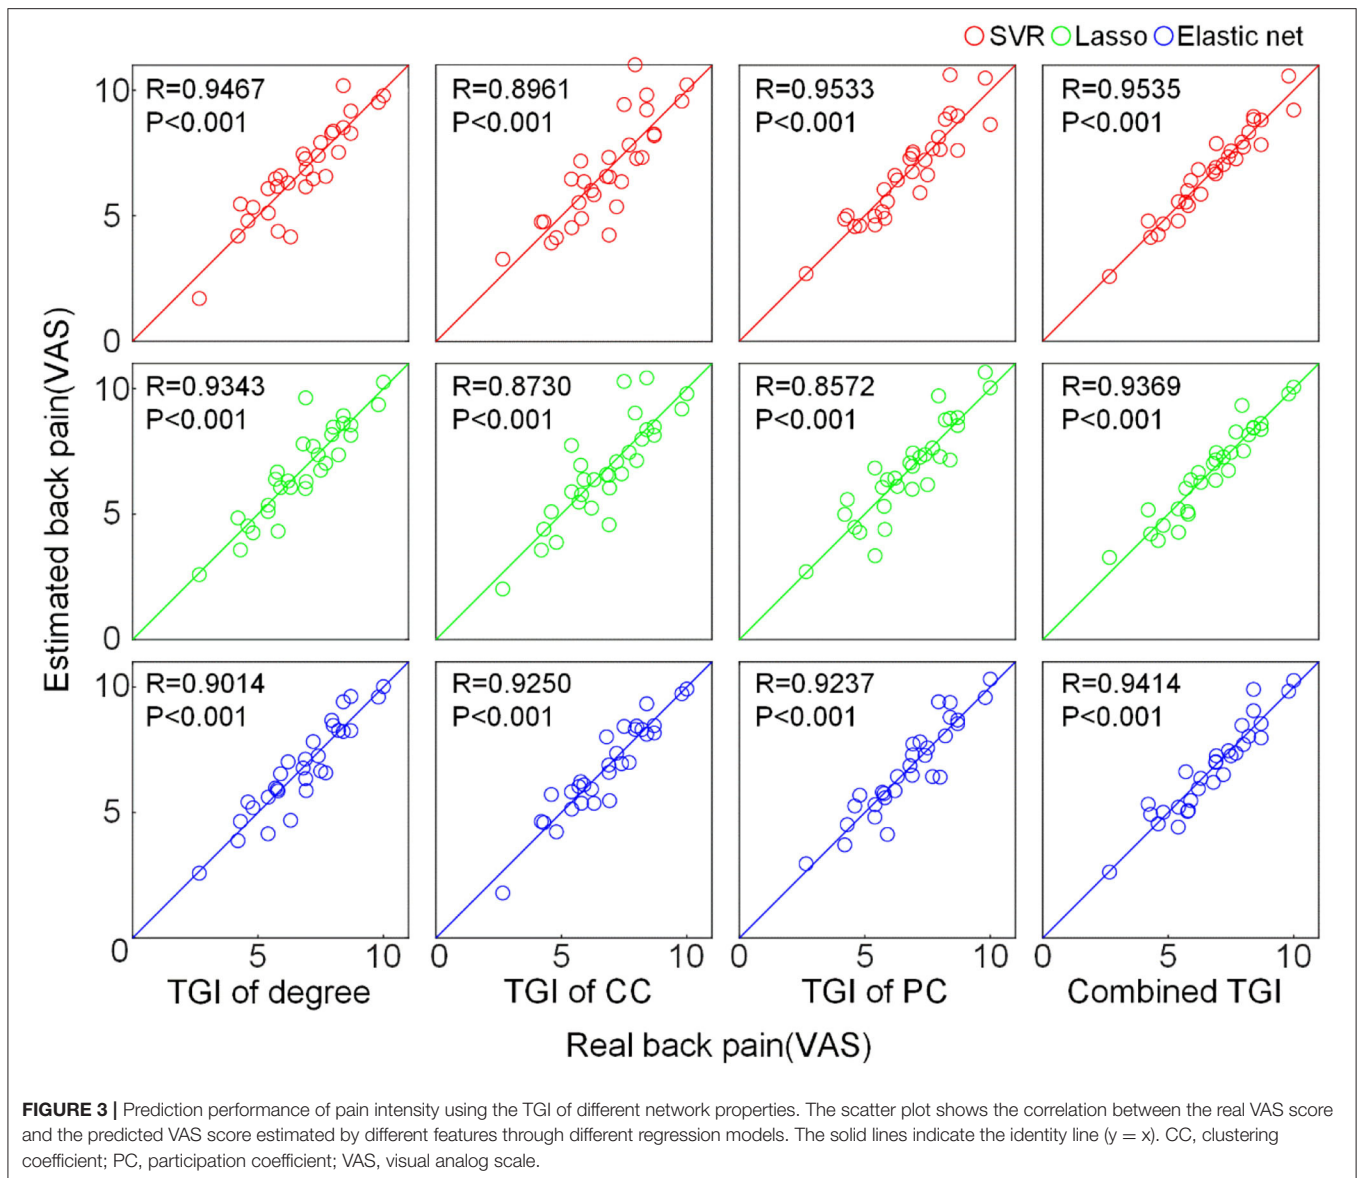 SVR Lasso Elastic net
R=0.9467
P<0.001
R=0.8961
P<0.001
R=0.9533
P<0.001
R=0.9535
P<0.001
10
5
0
R=0.9343
P<0.001
R=0.8730
P<0.001
R=0.8572
P<0.001
R=0.9369
P<0.001
10
5
0
R=0.9014
P<0.001
R=0.9250
P<0.001
R=0.9237
P<0.001
R=0.9414
P<0.001
10
5
0
Estimated back pain(VAS)
5 10
0 5 10
0 5 10
0 5 10
TGI of degree
TGI of CC
TGI of PC
Combined TGI
Real back pain(VAS)
FIGURE 3 | Prediction performance of pain intensity using the TGI of different network properties. The scatter plot shows the correlation between the real VAS score
and the predicted VAS score estimated by different features through different regression models. The solid lines indicate the identity line (y = x). CC, clustering
coefficient; PC, participation coefficient; VAS, visual analog scale.